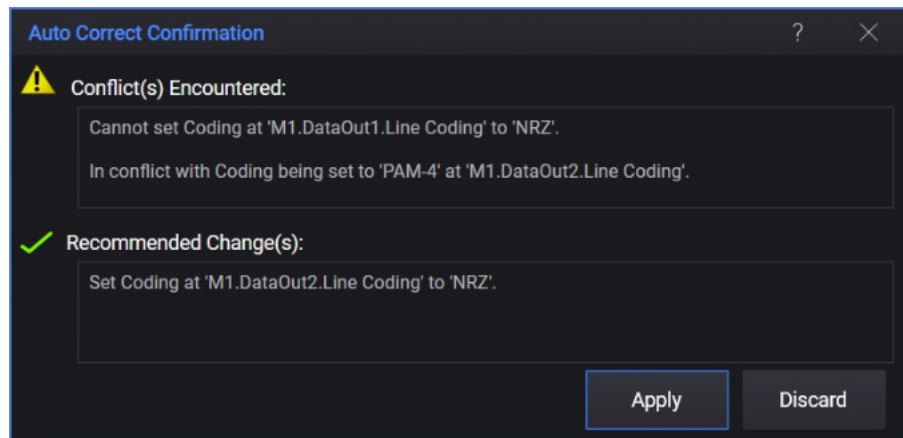 Auto Correct Confirmation
?
Conflict(s) Encountered:
Cannot set Coding at 'M1.DataOut1.Line Coding' to 'NRZ'.
In conflict with Coding being set to 'PAM-4' at 'M1.DataOut2.Line Coding'.
Recommended Change(s):
Set Coding at 'M1.DataOut2.Line Coding' to 'NRZ'.
Apply
Discard